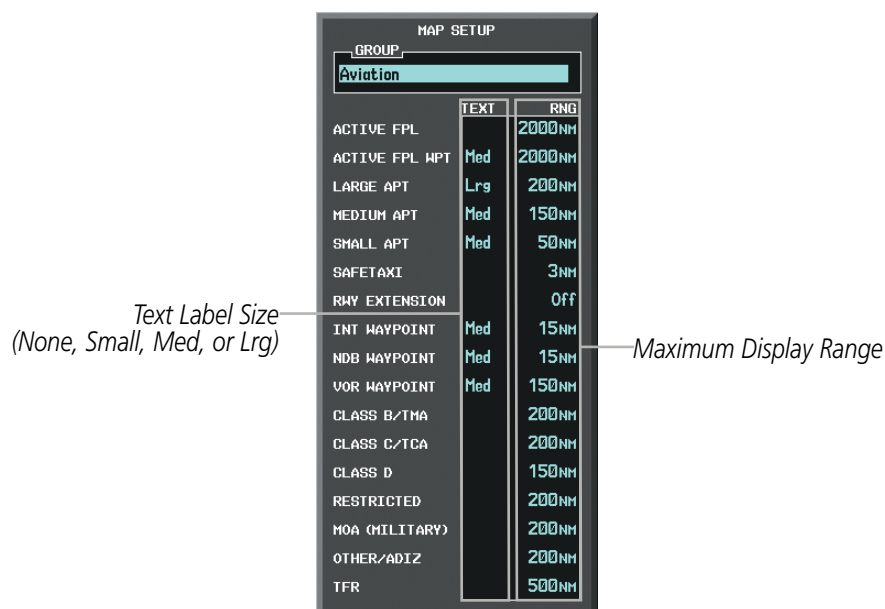 MAP SETUP
GROUP
Aviation
TEXT RNG
ACTIVE FPL 2000NM
ACTIVE FPL WPT Med 2000NM
LARGE APT Lrg 200NM
MEDIUM APT Med 150NM
SMALL APT Med 50NM
SAFETAXI 3NM
RWY EXTENSION Off
INT WAYPOINT Med 15NM
NDB WAYPOINT Med 15NM
VOR WAYPOINT Med 150NM
CLASS B/TMA 200NM
CLASS C/TCA 200NM
CLASS D 150NM
RESTRICTED 200NM
MOA (MILITARY) 200NM
OTHER/ADIZ 200NM
TFR 500NM
Text Label Size
(None, Small, Med, or Lrg)
Maximum Display Range